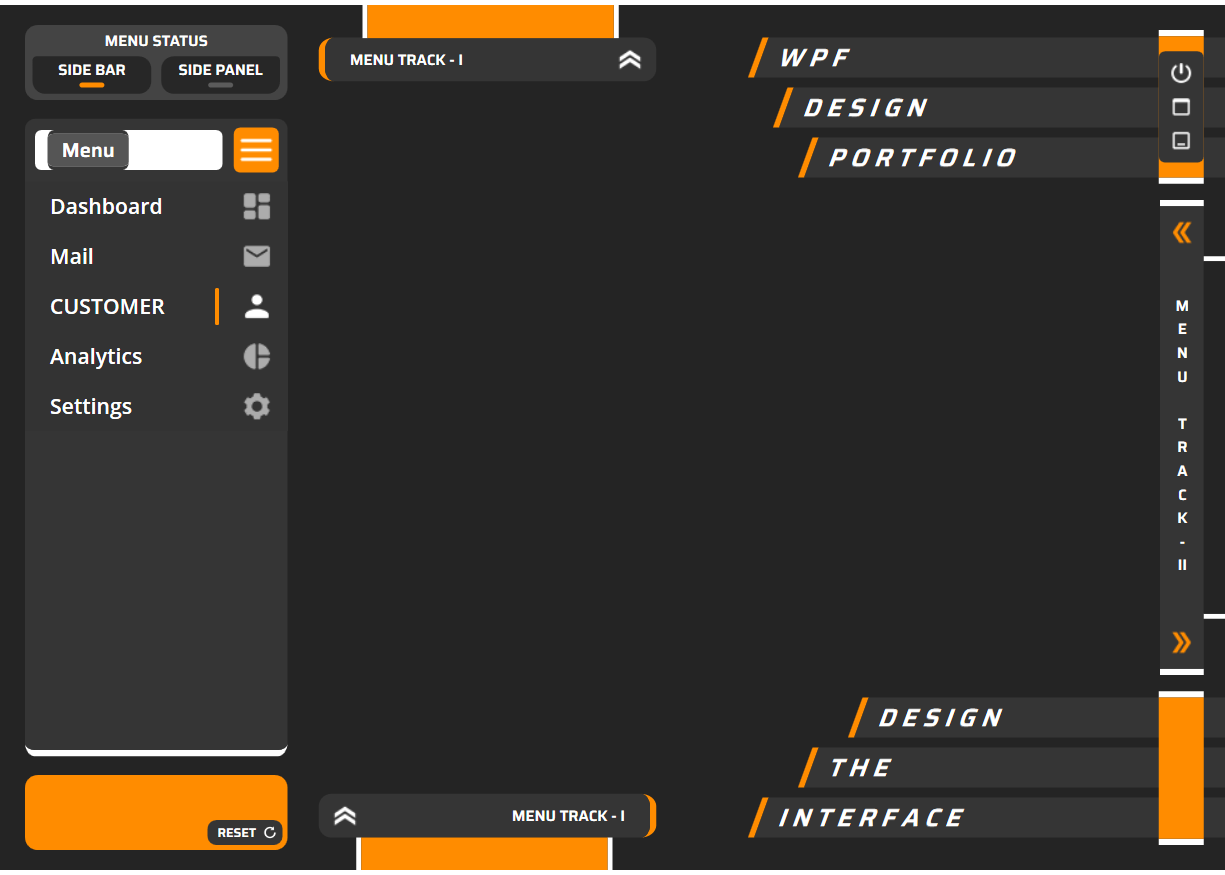 MENU STATUS
SIDE BAR
SIDE PANEL
Menu
Dashboard
Mail
CUSTOMER
Analytics
Settings
RESET
MENU TRACK - I
MENU TRACK - I
WPF
DESIGN
PORTFOLIO
MENU TRACK-II
DESIGN
THE
INTERFACE